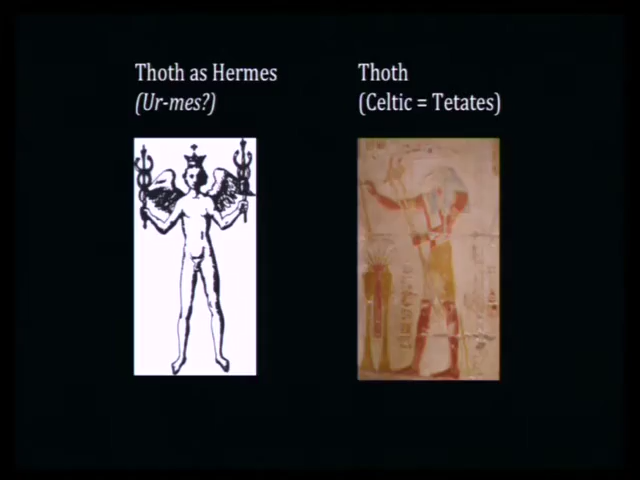 Thoth as Hermes
(Ur-mes?)
Thoth
(Celtic = Tetates)